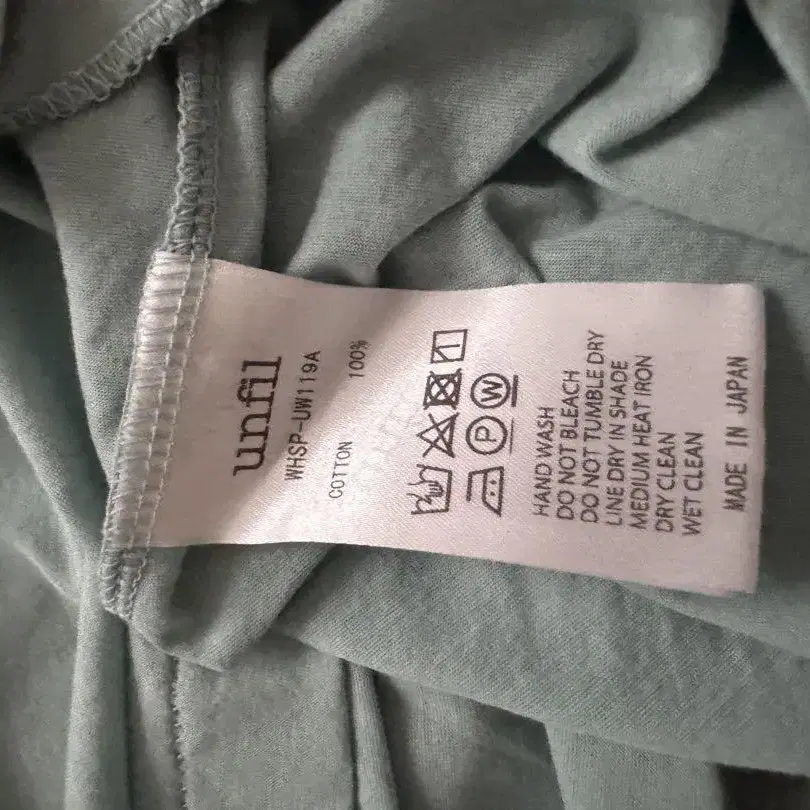 unfil
WHSP-UW119A
COTTON 100%
HAND WASH
DO NOT BLEACH
DO NOT TUMBLE DRY
LINE DRY IN SHADE
MEDIUM HEAT IRON
DRY CLEAN
WET CLEAN
MADE IN JAPAN